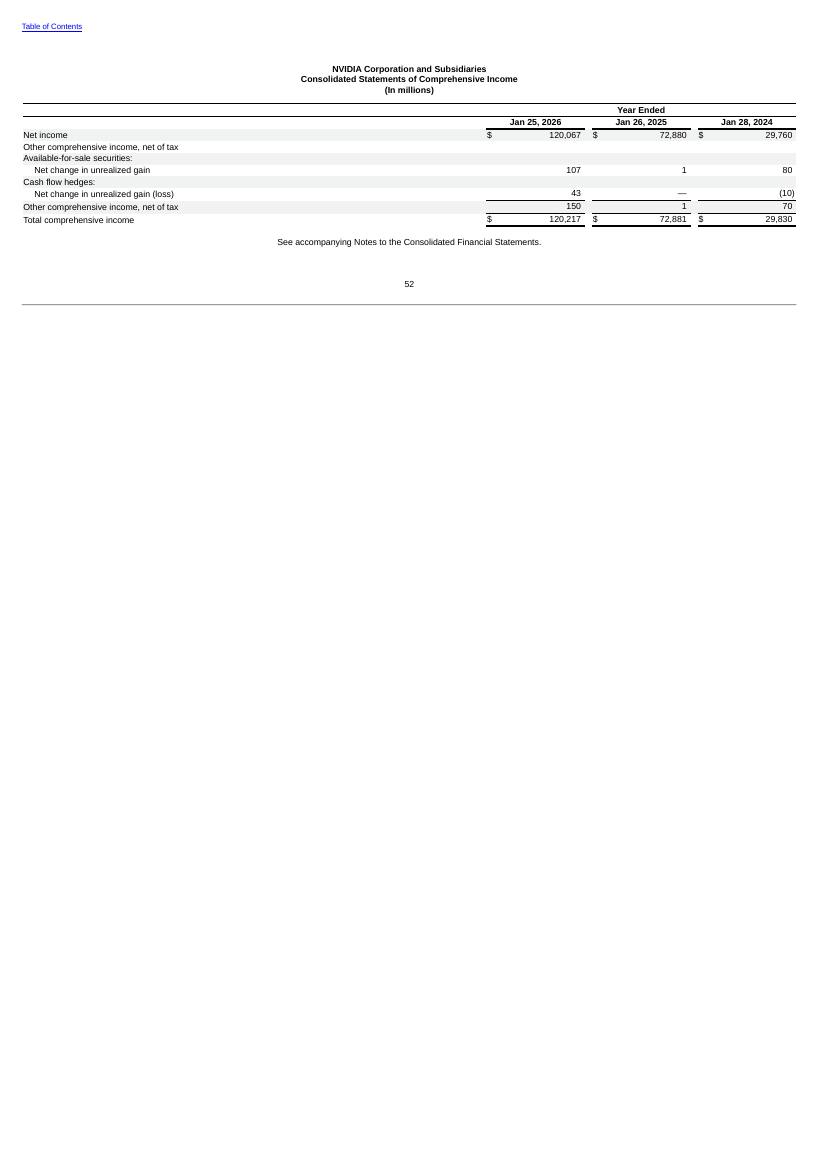 Table of Contents
NVIDIA Corporation and Subsidiaries
Consolidated Statements of Comprehensive Income
(In millions)
Year Ended
Jan 25, 2026 Jan 26, 2025 Jan 28, 2024
Net income $ 120,067 $ 72,880 $ 29,760
Other comprehensive income, net of tax
Available-for-sale securities:
Net change in unrealized gain 107 1 80
Cash flow hedges:
Net change in unrealized gain (loss) 43 — (10)
Other comprehensive income, net of tax 150 1 70
Total comprehensive income $ 120,217 $ 72,881 $ 29,830
See accompanying Notes to the Consolidated Financial Statements.
52